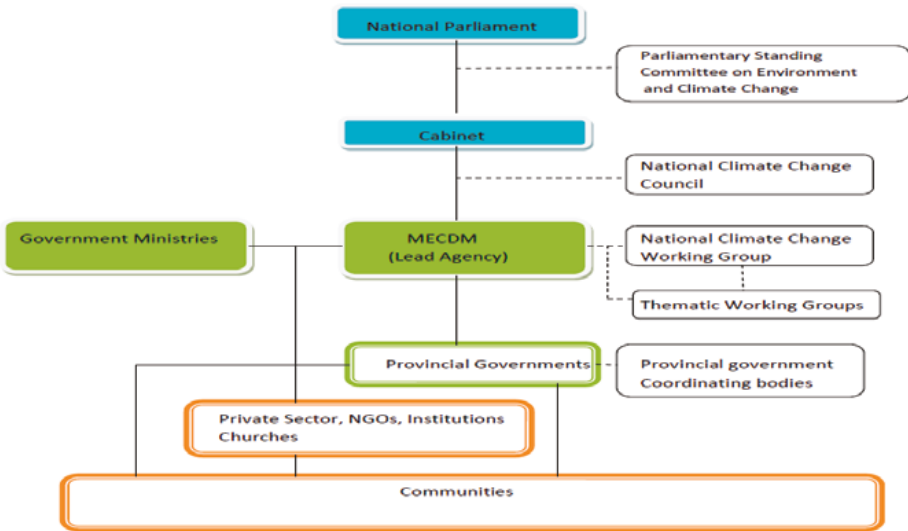 National Parliament
Parliamentary Standing
Committee on Environment
and Climate Change
Cabinet
National Climate Change
Council
Government Ministries
MECDM
(Lead Agency)
National Climate Change
Working Group
Thematic Working Groups
Provincial Governments
Provincial government
Coordinating bodies
Private Sector, NGOs, Institutions
Churches
Communities